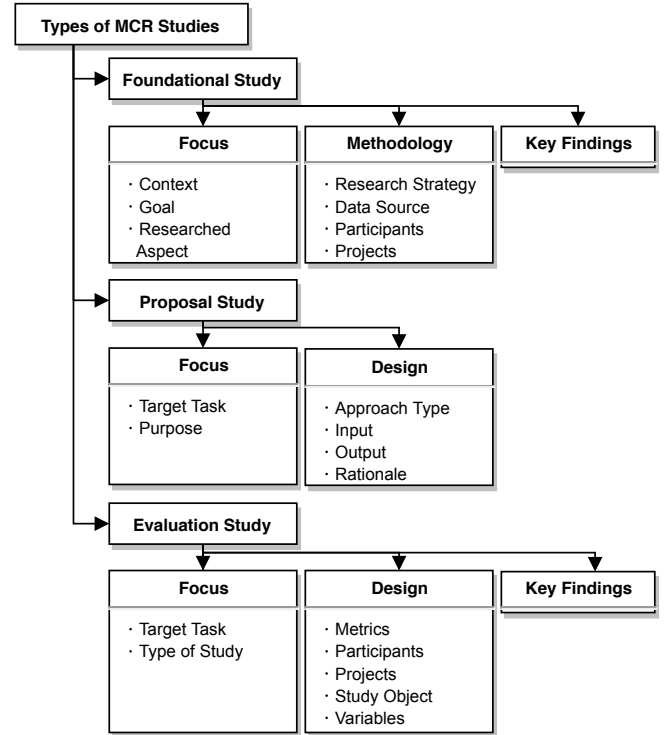 Types of MCR Studies
Foundational Study
Focus
· Context
· Goal
· Researched
Aspect
Methodology
· Research Strategy
· Data Source
· Participants
· Projects
Key Findings
Proposal Study
Focus
· Target Task
· Purpose
Design
· Approach Type
· Input
· Output
· Rationale
Evaluation Study
Focus
· Target Task
· Type of Study
Design
· Metrics
· Participants
· Projects
· Study Object
· Variables
Key Findings